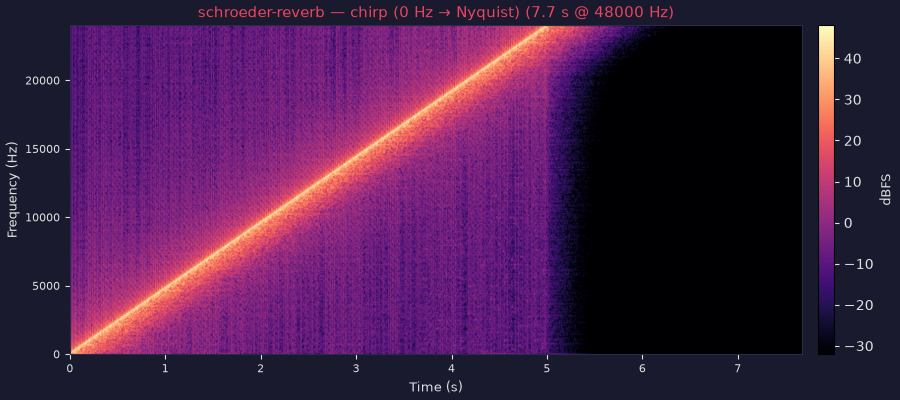 schroeder-reverb — chirp (0 Hz → Nyquist) (7.7 s @ 48000 Hz)
Frequency (Hz)
20000
15000
10000
5000
0
0 1 2 3 4 5 6 7
Time (s)
40
30
20
10
0
−10
−20
−30
dBFS